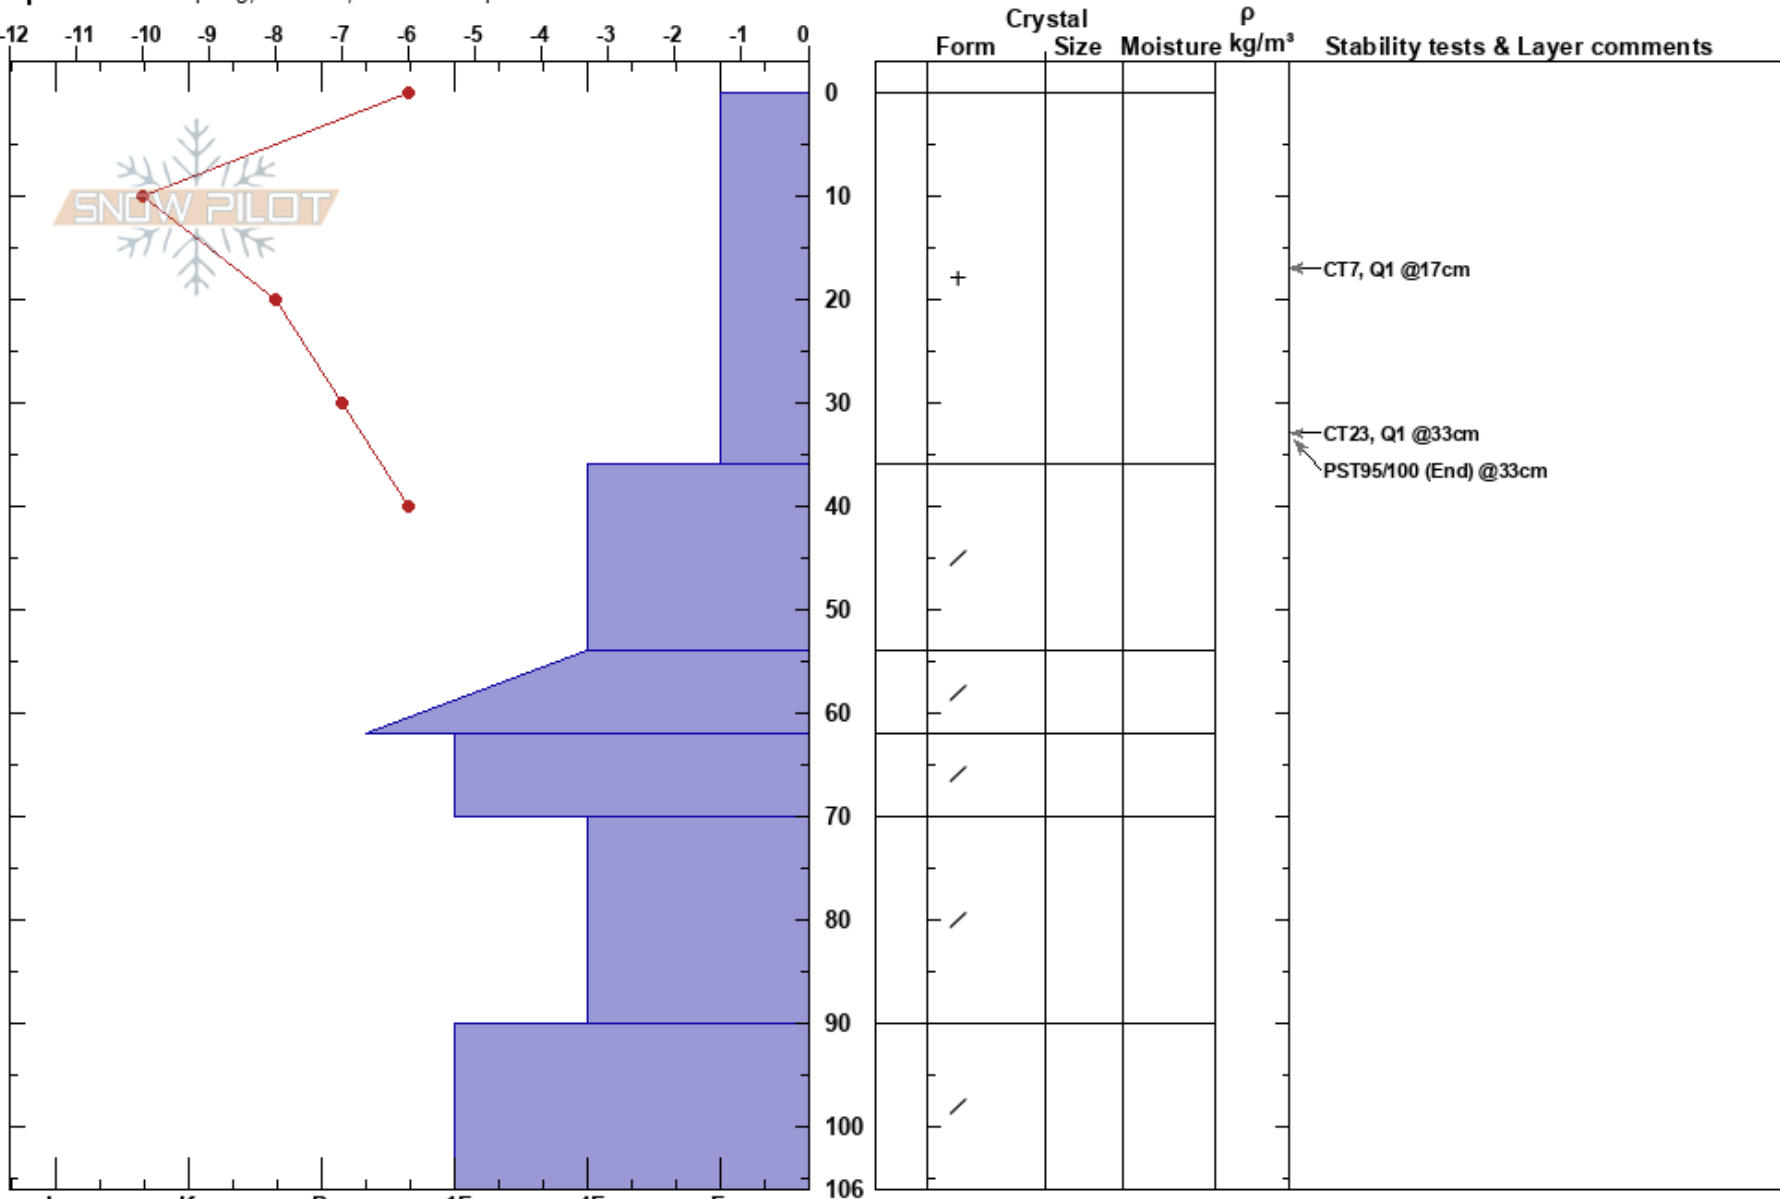 Crystal ρ
-12 -11 -10 -9 -8 -7 -6 -5 -4 -3 -2 -1 0
Form Size Moisture kg/m³ Stability tests & Layer comments
0
10
SNOW PILOT
CT7, Q1 @17cm
20
30
CT23, Q1 @33cm
PST95/100 (End) @33cm
40
50
60
70
80
90
100
106